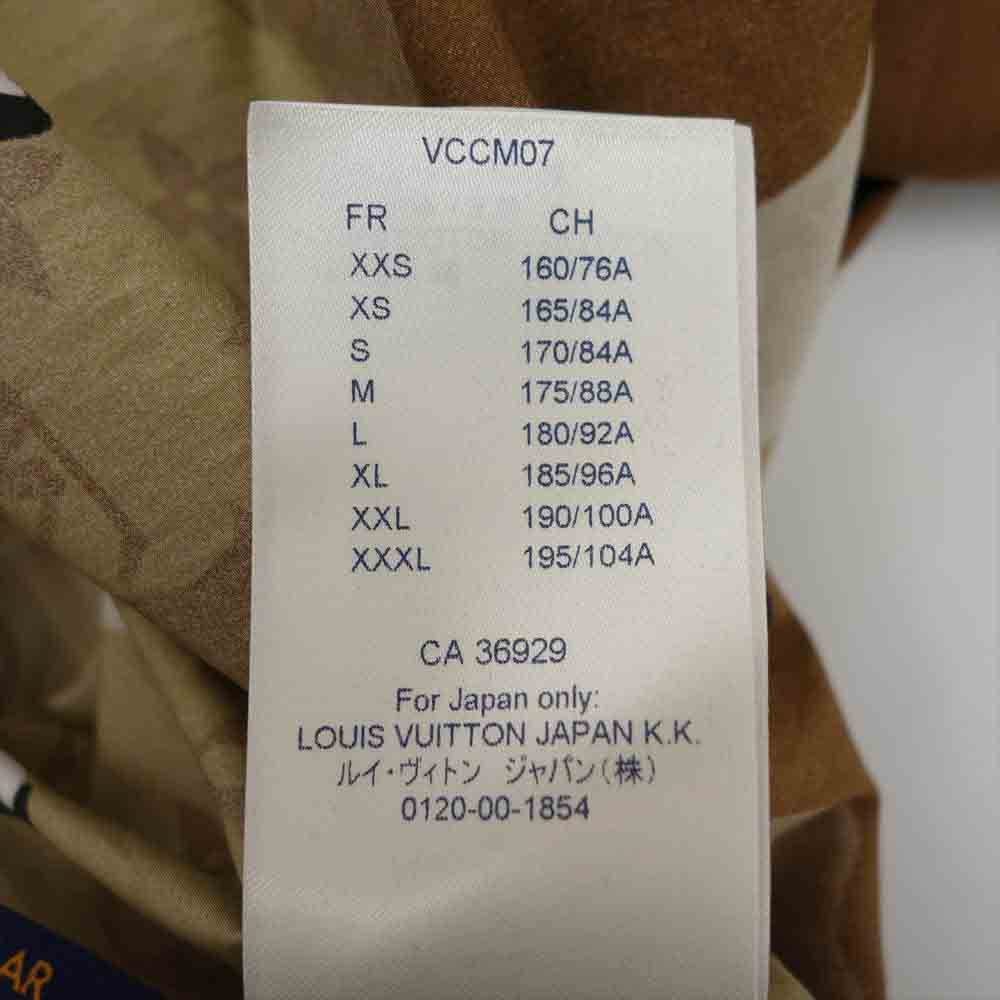 VCCM07
FR CH
XXS 160/76A
XS 165/84A
S 170/84A
M 175/88A
L 180/92A
XL 185/96A
XXL 190/100A
XXXL 195/104A
CA 36929
For Japan only:
LOUIS VUITTON JAPAN K.K.
ルイ・ヴィトン ジャパン(株)
0120-00-1854
AR